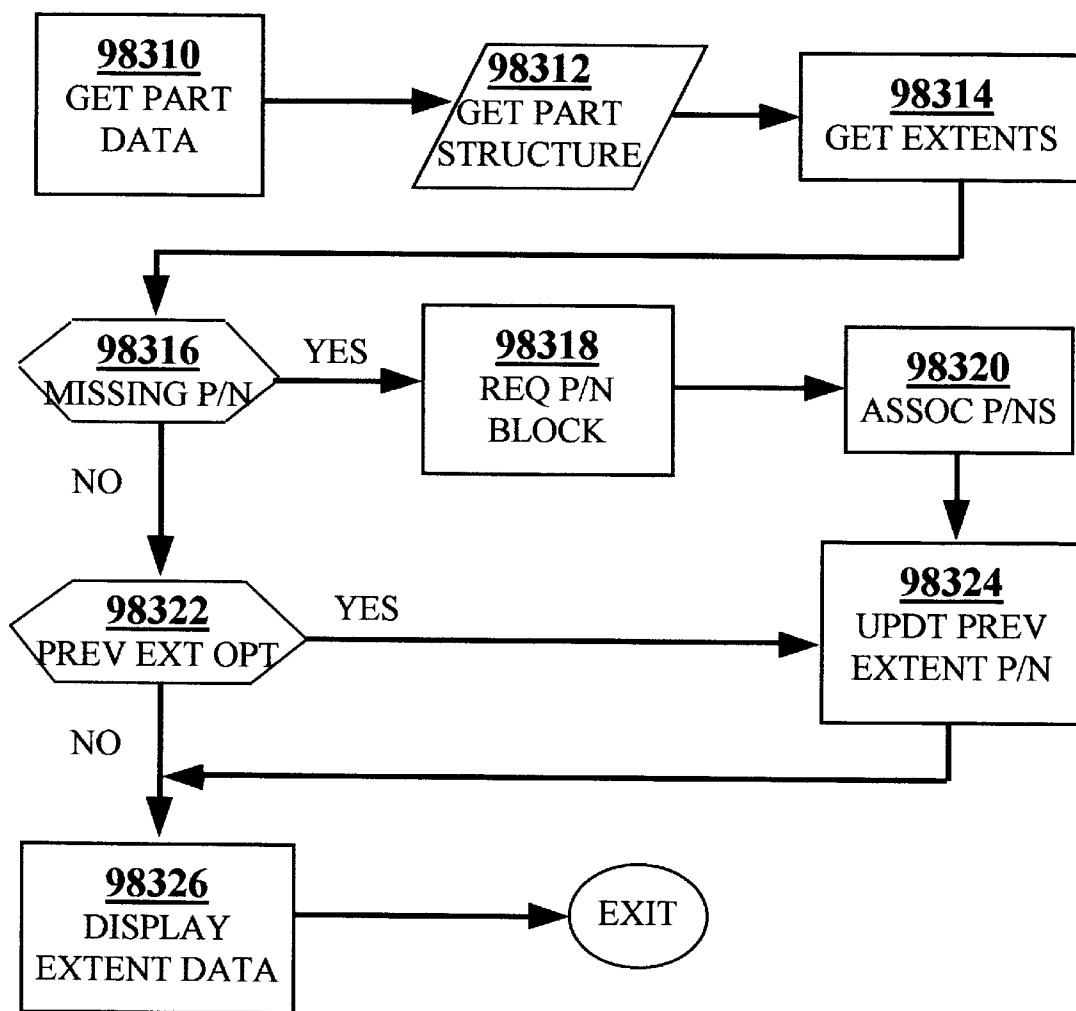 98310
GET PART
DATA
98312
GET PART
STRUCTURE
98314
GET EXTENTS
98316
MISSING P/N
YES
98318
REQ P/N
BLOCK
98320
ASSOC P/NS
NO
98322
PREV EXT OPT
YES
98324
UPDT PREV
EXTENT P/N
NO
98326
DISPLAY
EXTENT DATA
EXIT